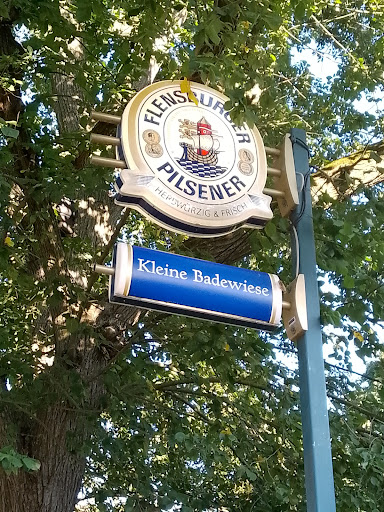 FLENSBURGER
PILSENER
HERBWÜRZIG & FRISCH
Kleine Badewiese